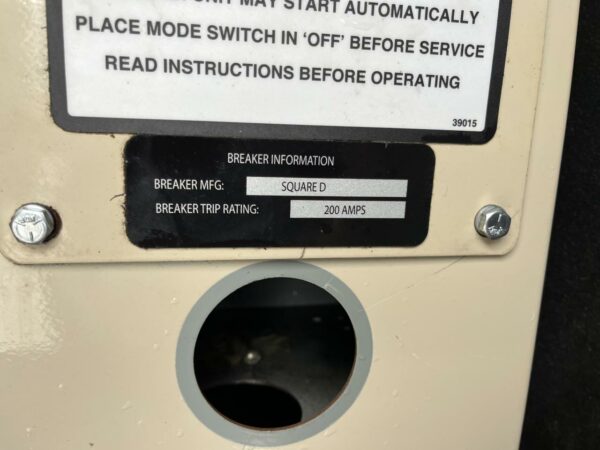 UNIT MAY START AUTOMATICALLY
PLACE MODE SWITCH IN ‘OFF’ BEFORE SERVICE
READ INSTRUCTIONS BEFORE OPERATING
39015
BREAKER INFORMATION
BREAKER MFG: SQUARE D
BREAKER TRIP RATING: 200 AMPS